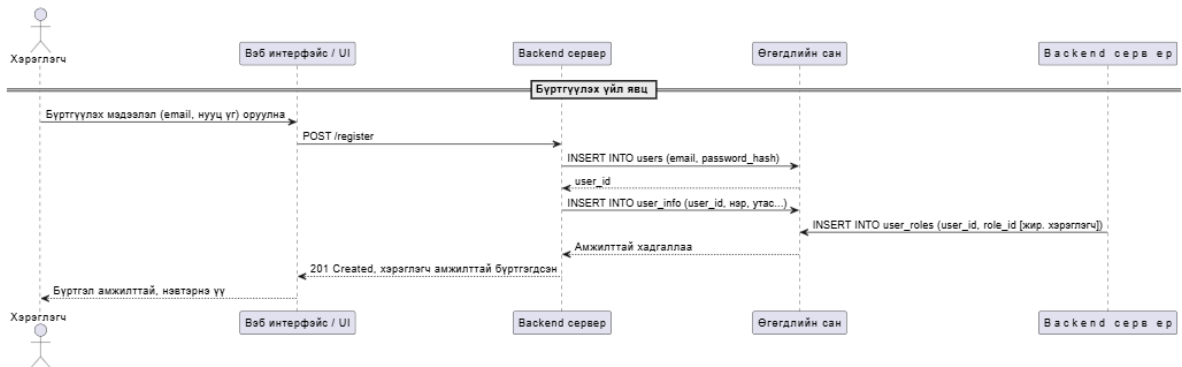 Хэрэглэгч
Вэб интерфэйс / UI
Backend сервер
Өгөгдлийн сан
Backend серв ер
Бүртгүүлэх үйл явц
Бүртгүүлэх мэдээлэл (email, нууц үг) оруулна
POST /register
INSERT INTO users (email, password_hash)
user_id
INSERT INTO user_info (user_id, нэр, утас...)
INSERT INTO user_roles (user_id, role_id [жир. хэрэглэгч])
Амжилттай хадгаллаа
201 Created, хэрэглэгч амжилттай бүртгэгдсэн
Бүртгэл амжилттай, нэвтэрнэ үү
Хэрэглэгч
Вэб интерфэйс / UI
Backend сервер
Өгөгдлийн сан
Backend серв ер